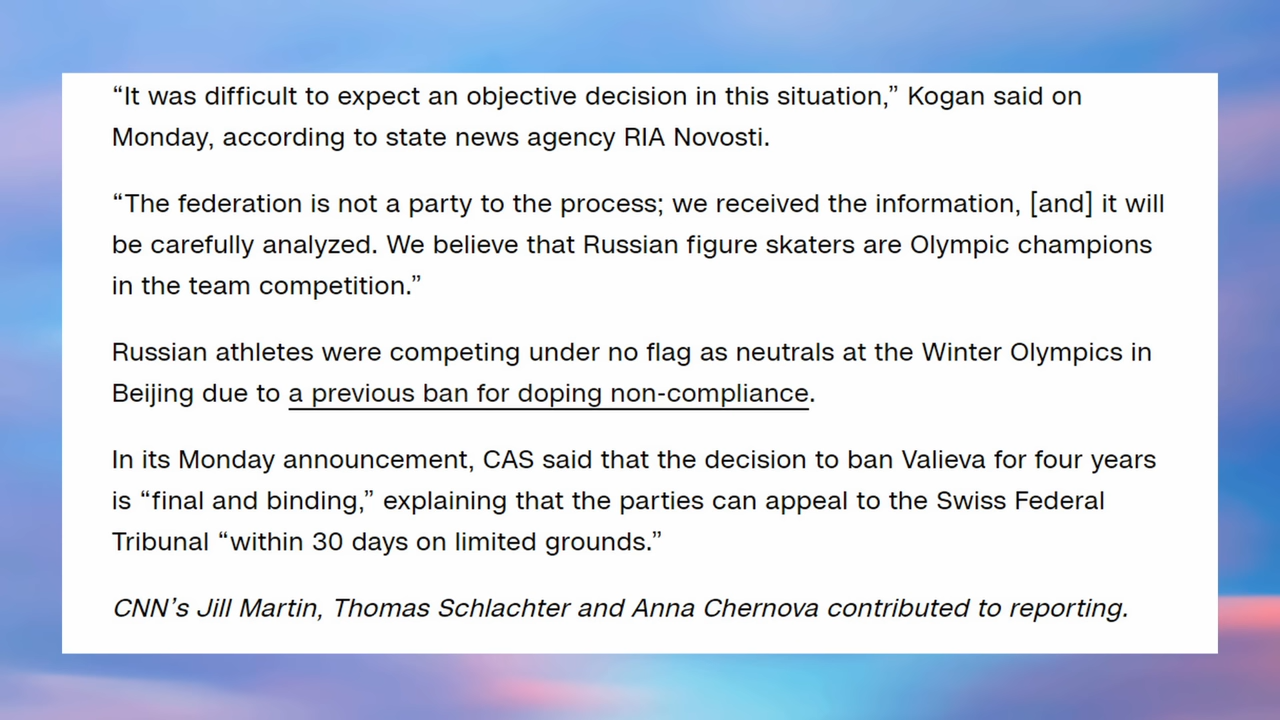 “It was difficult to expect an objective decision in this situation,” Kogan said on
Monday, according to state news agency RIA Novosti.
“The federation is not a party to the process; we received the information, [and] it will
be carefully analyzed. We believe that Russian figure skaters are Olympic champions
in the team competition.”
Russian athletes were competing under no flag as neutrals at the Winter Olympics in
Beijing due to a previous ban for doping non-compliance.
In its Monday announcement, CAS said that the decision to ban Valieva for four years
is “final and binding,” explaining that the parties can appeal to the Swiss Federal
Tribunal “within 30 days on limited grounds.”
CNN’s Jill Martin, Thomas Schlachter and Anna Chernova contributed to reporting.